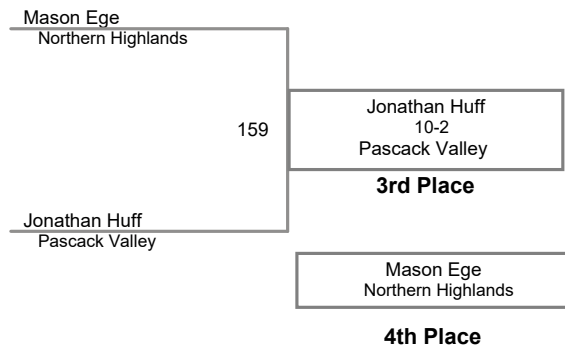 Mason Ege
Northern Highlands
159
Jonathan Huff
10-2
Pascack Valley
3rd Place
Jonathan Huff
Pascack Valley
Mason Ege
Northern Highlands
4th Place